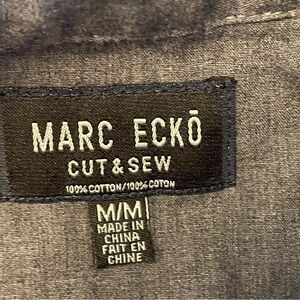 MARC ECKŌ
CUT & SEW
100% COTTON/100% COTON
M/M
MADE IN
CHINA
FAIT EN
CHINE